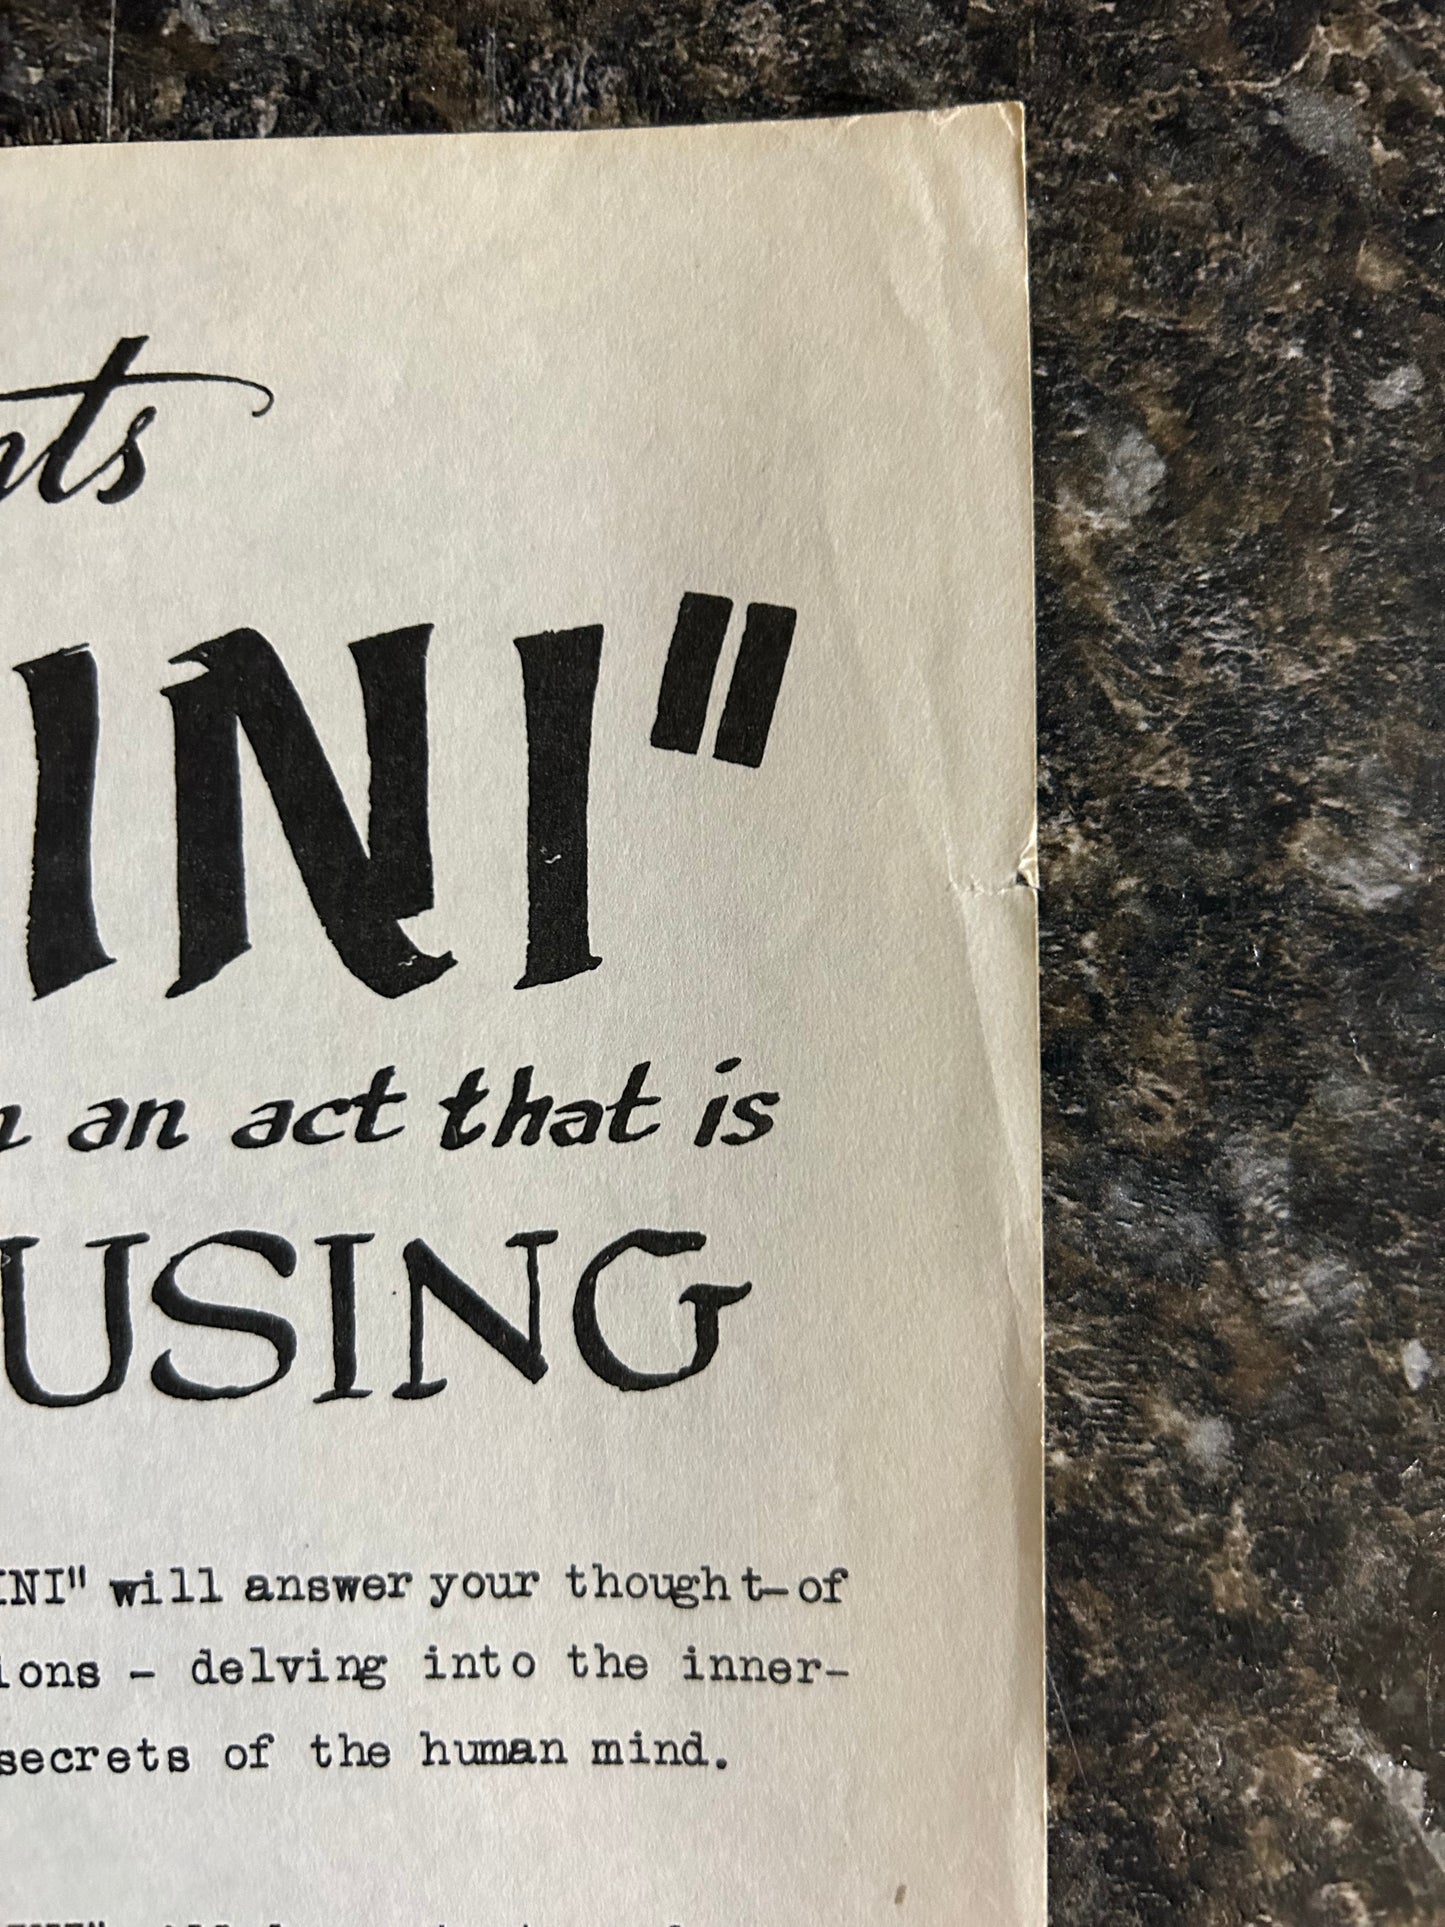 nts
INI"
an act that is
USING
INI" will answer your thought-of
ions - delving into the inner-
secrets of the human mind.